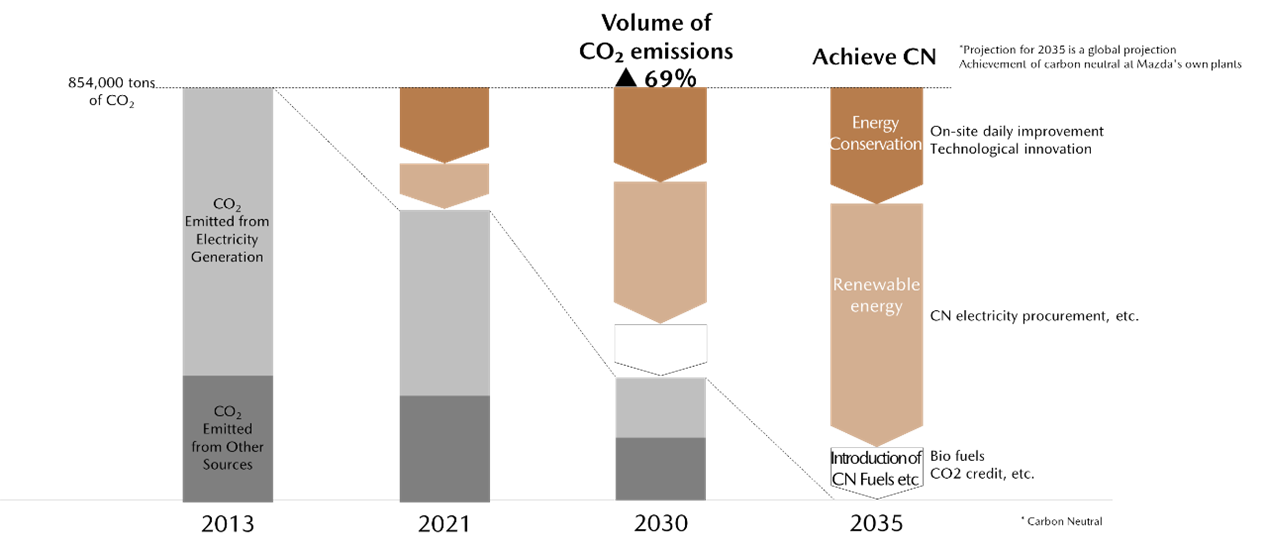 Volume of
CO₂ emissions
▲ 69%
Achieve CN
*Projection for 2035 is a global projection
Achievement of carbon neutral at Mazda's own plants
854,000 tons
of CO₂
Energy
Conservation
On-site daily improvement
Technological innovation
CO₂
Emitted from
Electricity
Generation
Renewable
energy
CN electricity procurement, etc.
CO₂
Emitted
from Other
Sources
Introduction of
CN Fuels etc
Bio fuels
CO2 credit, etc.
2013
2021
2030
2035
* Carbon Neutral